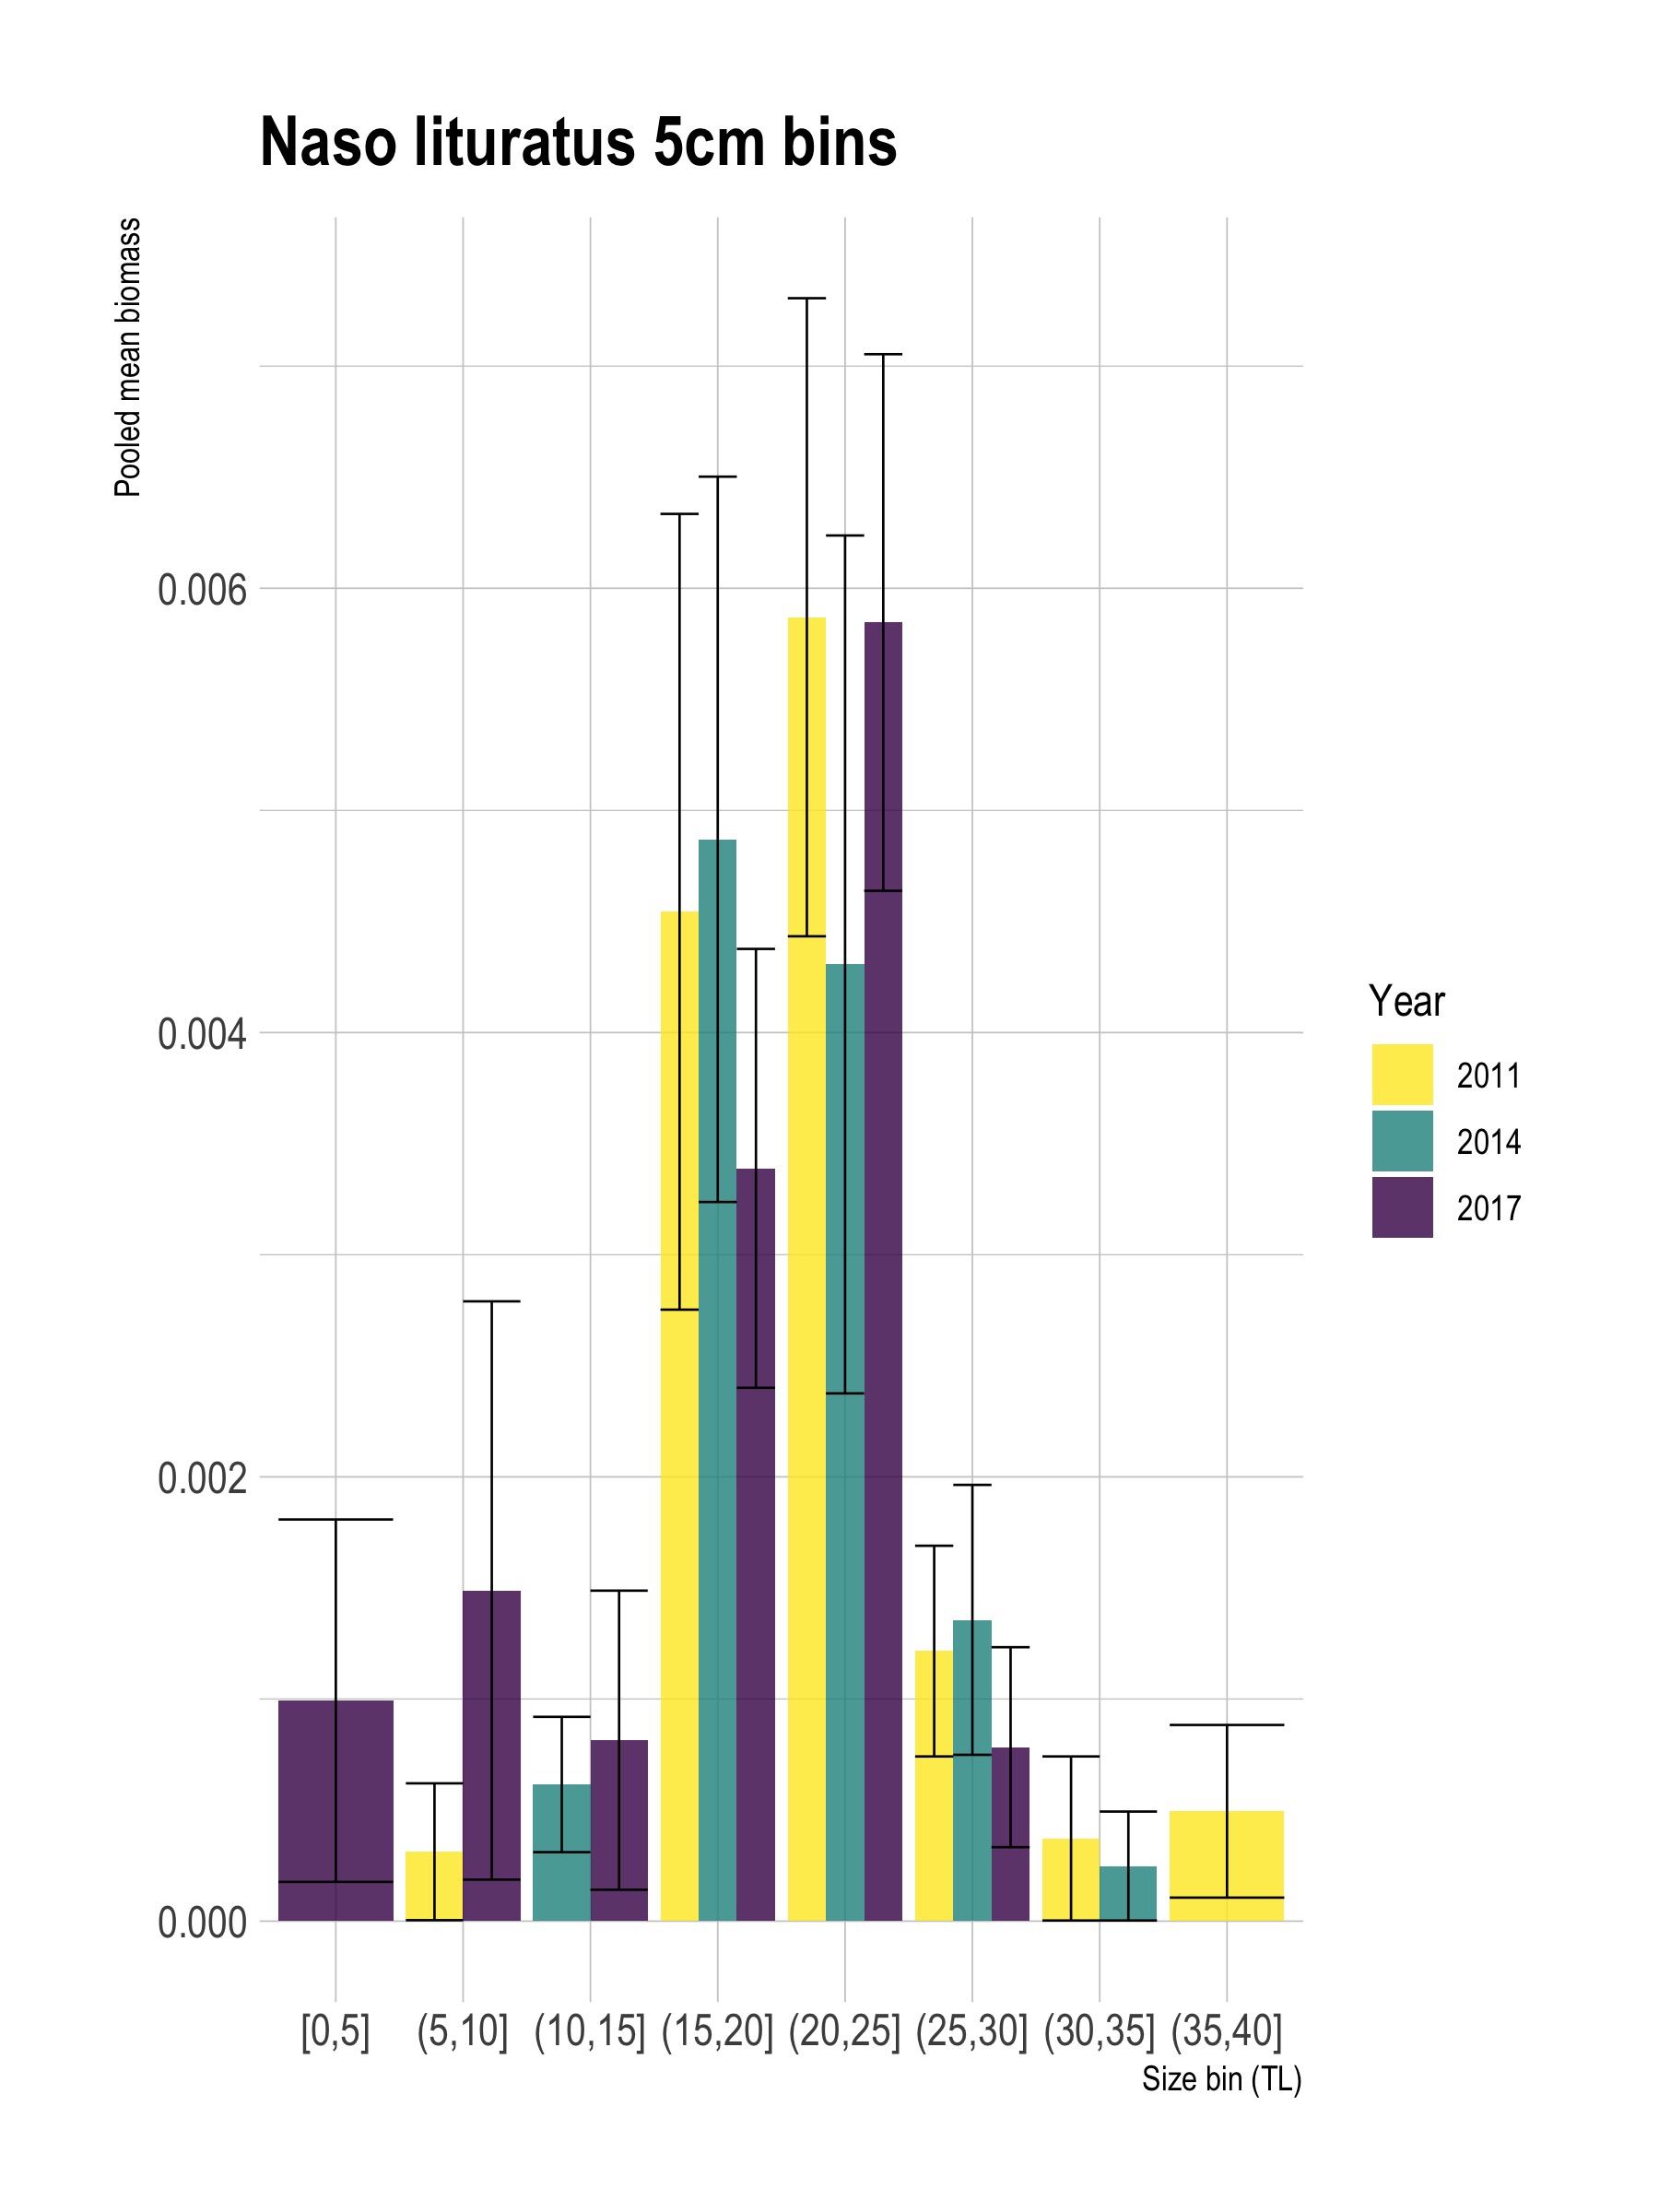 Naso lituratus 5cm bins
Pooled mean biomass
0.006
0.004
0.002
0.000
[0,5] (5,10] (10,15] (15,20] (20,25] (25,30] (30,35] (35,40]
Size bin (TL)
Year
2011
2014
2017